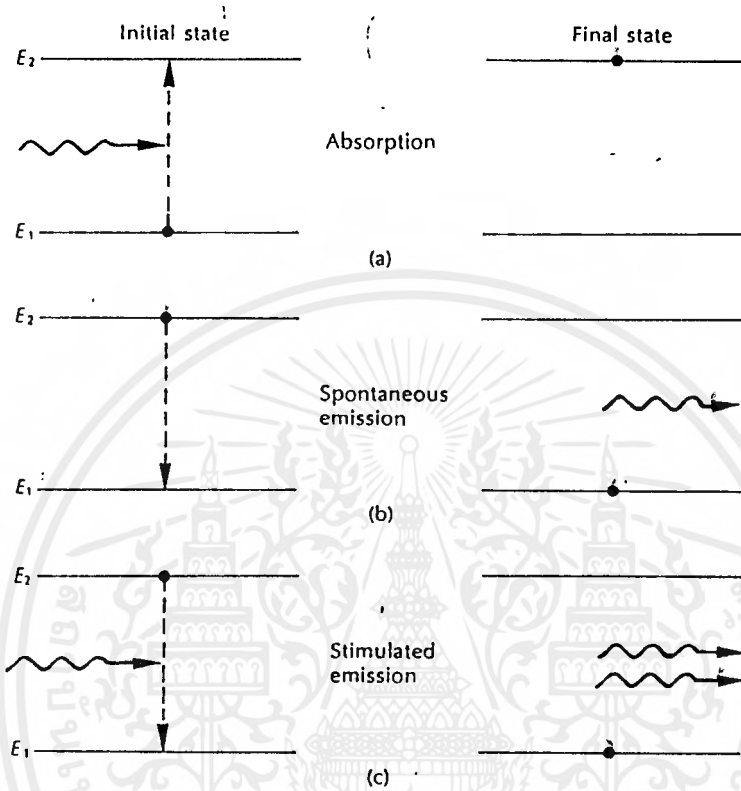 Initial state
Final state
E₂
Absorption
E₁
(a)
E₂
Spontaneous
emission
E₁
(b)
E₂
Stimulated
emission
E₁
(c)